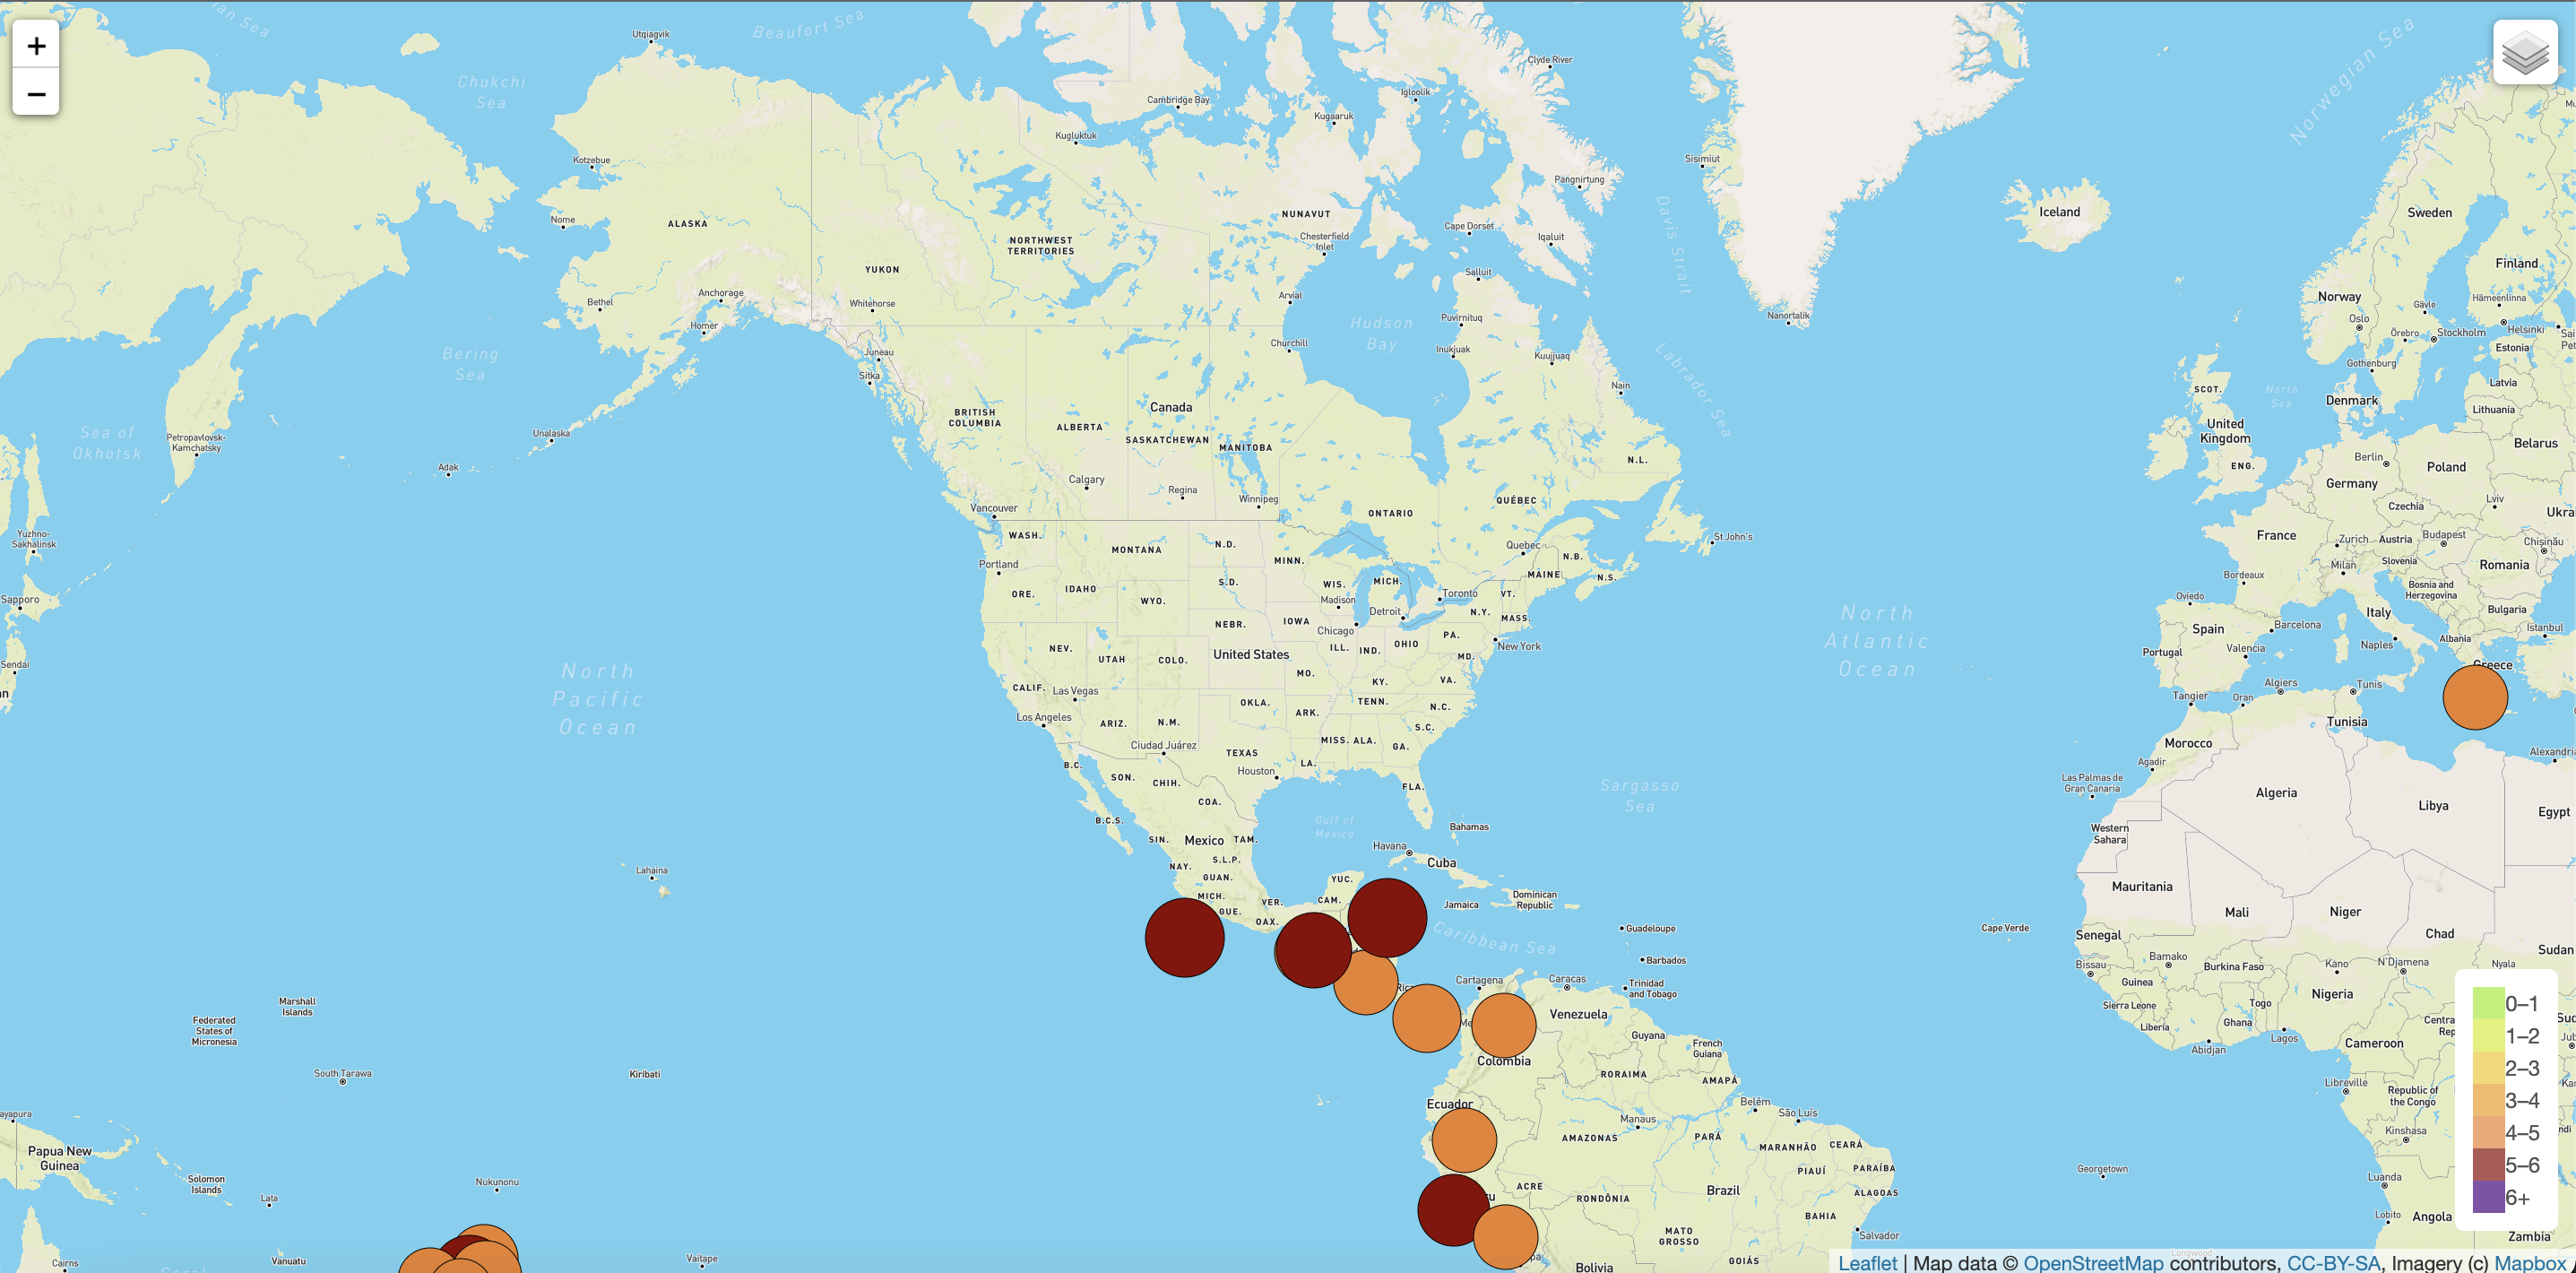 +
−
Beaufort Sea
Utqiagvik
Clyde River
Norwegian Sea
Chukchi
Sea
Cambridge Bay
Igloolik
Kugaaruk
Kugluktuk
Kotzebue
Sisimiut
Pangnirtung
Nome
ALASKA
NUNAVUT
Iceland
Sweden
Chesterfield
Inlet
Cape Dorset
Iqaluit
Davis Strait
NORTHWEST
TERRITORIES
YUKON
Salluit
Finland
Bethel
Anchorage
Whitehorse
Arviat
Norway
Hämeenlinna
Gävle
Homer
Puvirnituq
Nanortalik
Oslo
Örebro
Stockholm
Helsinki
Hudson
Bay
Churchill
Inukjuak
Kuujjuaq
Estonia
Bering
Sea
Juneau
Sitka
Labrador Sea
Gothenburg
Nain
SCOT.
North
Sea
Latvia
Denmark
Lithuania
BRITISH
COLUMBIA
Canada
ALBERTA
SASKATCHEWAN
MANITOBA
United
Kingdom
Belarus
Sea of
Okhotsk
Petropavlovsk-
Kamchatsky
Unalaska
Adak
N.L.
ENG.
Berlin
Poland
Germany
Calgary
Regina
Winnipeg
QUÉBEC
ONTARIO
Lviv
Czechia
Ukra
Vancouver
WASH.
MONTANA
N.D.
MINN.
Quebec
N.B.
St John's
France
Zurich
Austria
Budapest
Chișinău
Yuzhno-
Sakhalinsk
Portland
ORE.
IDAHO
WYO.
S.D.
WIS.
MICH.
MAINE
N.S.
Milan
Slovenia
Romania
Bordeaux
Bosnia and
Herzegovina
Sapporo
Madison
Toronto
VT.
Detroit
N.Y.
MASS.
Oviedo
Bulgaria
Italy
NEBR.
IOWA
Chicago
PA.
Spain
Barcelona
Istanbul
Albania
Naples
NEV.
UTAH
COLO.
United States
ILL.
IND.
OHIO
MD.
New York
Portugal
Valencia
Greece
Sendai
North
Pacific
Ocean
North
Atlantic
Ocean
MO.
KY.
VA.
CALIF.
Las Vegas
Tangier
Oran
Algiers
Tunis
Tunisia
Los Angeles
ARIZ.
N.M.
OKLA.
ARK.
TENN.
N.C.
S.C.
MISS.
ALA.
GA.
Ciudad Juárez
TEXAS
LA.
Houston
Morocco
Agadir
Alexandri
B.C.
SON.
CHIH.
FLA.
Sargasso
Sea
Las Palmas de
Gran Canaria
Algeria
Libya
Egypt
COA.
B.C.S.
Gulf of
Mexico
Bahamas
Western
Sahara
SIN.
Mexico
TAM.
Havana
Cuba
NAY.
S.L.P.
GUAN.
YUC.
Lahaina
MICH.
GUE.
VER.
CAM.
OAX.
Jamaica
Dominican
Republic
Mauritania
Mali
Niger
Chad
Sudan
Caribbean Sea
Guadeloupe
Barbados
Cape Verde
Senegal
Bissau
Bamako
Burkina Faso
Kano
N'Djamena
Nyala
Cartagena
Caracas
Trinidad
and Tobago
Guinea
Sierra Leone
Togo
Nigeria
Marshall
Islands
Federated
States of
Micronesia
Venezuela
Guyana
French
Guiana
Liberia
Ghana
Abidjan
Lagos
Cameroon
Colombia
South Tarawa
Kiribati
RORAIMA
AMAPÁ
Libreville
Republic of
the Congo
Ecuador
Manaus
Belém
São Luís
Papua New
Guinea
AMAZONAS
PARÁ
MARANHÃO
CEARÁ
Kinshasa
PIAUÍ
PARAÍBA
Georgetown
Solomon
Islands
Nukunonu
Lata
ACRE
RONDÔNIA
Brazil
ALAGOAS
Luanda
BAHIA
Lobito
Angola
MATO
GROSSO
Salvador
Zambia
Cairns
Vanuatu
Vaitape
Bolivia
GOIÁS
0–1
1–2
2–3
3–4
4–5
5–6
6+
Leaflet | Map data © OpenStreetMap contributors, CC-BY-SA, Imagery (c) Mapbox